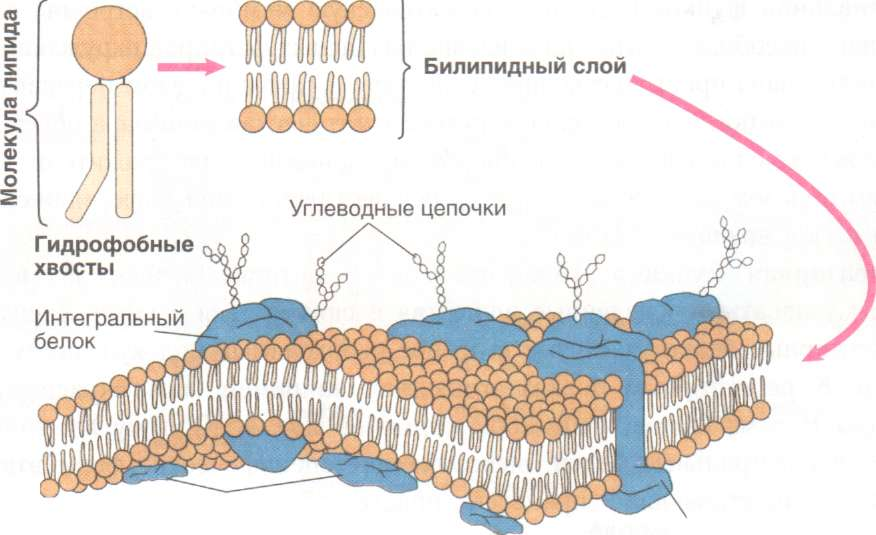 Молекула липида
Билипидный слой
Гидрофобные
хвосты
Углеводные цепочки
Интегральный
белок